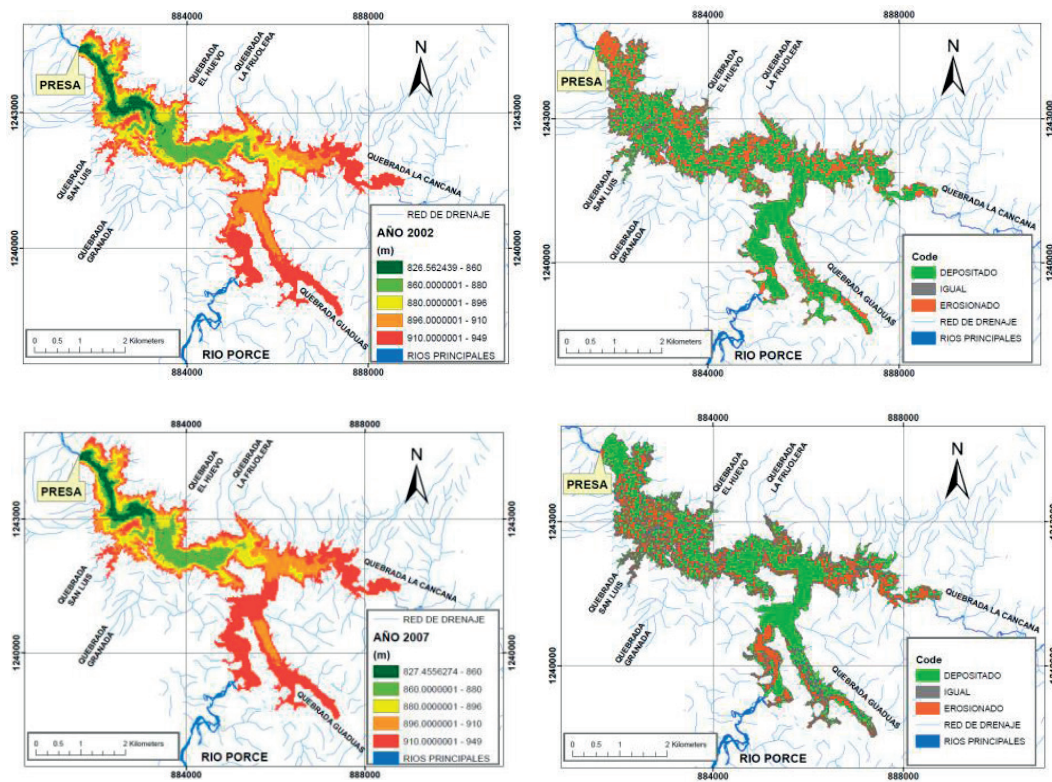 884000
888000
N
PRESA
QUEBRADA
EL HUEVO
QUEBRADA
LA FRIJOLERA
1243000
QUEBRADA
SAN LUIS
QUEBRADA
GRANADA
QUEBRADA LA CANCANA
1240000
QUEBRADA GUADUAS
RIO PORCE
RED DE DRENAJE
AÑO 2002
(m)
826.562439 - 860
860.0000001 - 880
880.0000001 - 896
896.0000001 - 910
910.0000001 - 949
RIOS PRINCIPALES
0 0.5 1 2 Kilometers
884000
888000
884000
888000
N
PRESA
QUEBRADA
EL HUEVO
QUEBRADA
LA FRUJOLERA
1243000
QUEBRADA
SAN LUIS
QUEBRADA
GRANADA
QUEBRADA LA CANCANA
1240000
QUEBRADA GUADUAS
RIO PORCE
Code
DEPOSITADO
IGUAL
EROSIONADO
RED DE DRENAJE
RIOS PRINCIPALES
0 0.5 1 2 Kilometers
884000
888000
884000
888000
N
PRESA
QUEBRADA
EL HUEVO
QUEBRADA
LA FRUJOLERA
1243000
QUEBRADA
SAN LUIS
QUEBRADA
GRANADA
QUEBRADA LA CANCANA
1240000
QUEBRADA GUADUAS
RIO PORCE
RED DE DRENAJE
AÑO 2007
(m)
827.4556274 - 860
860.0000001 - 880
880.0000001 - 896
896.0000001 - 910
910.0000001 - 949
RIOS PRINCIPALES
0 0.5 1 2 Kilometers
884000
888000
884000
888000
N
PRESA
QUEBRADA
EL HUEVO
QUEBRADA
LA FRUJOLERA
1243000
QUEBRADA
SAN LUIS
QUEBRADA
GRANADA
QUEBRADA LA CANCANA
1240000
QUEBRADA GUADUAS
RIO PORCE
Code
DEPOSITADO
IGUAL
EROSIONADO
RED DE DRENAJE
RIOS PRINCIPALES
0 0.5 1 2 Kilometers
884000
888000